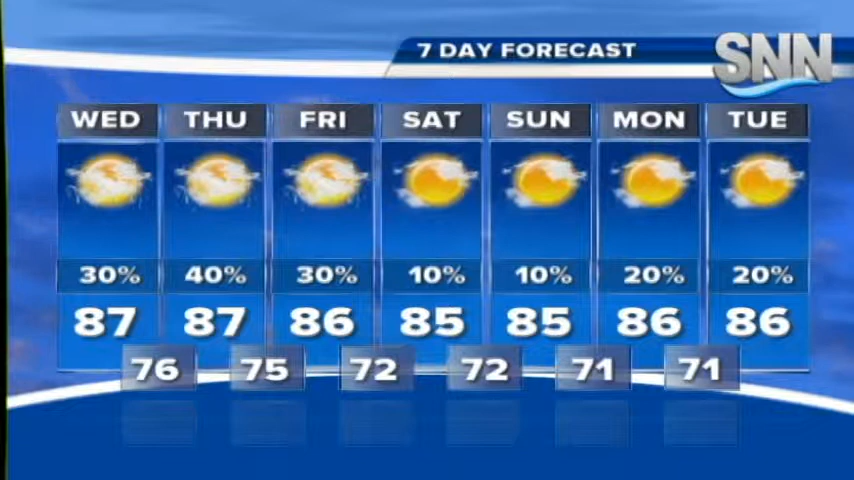 7 DAY FORECAST
SNN
WED THU FRI SAT SUN MON TUE
30% 40% 30% 10% 10% 20% 20%
87 87 86 85 85 86 86
76 75 72 72 71 71